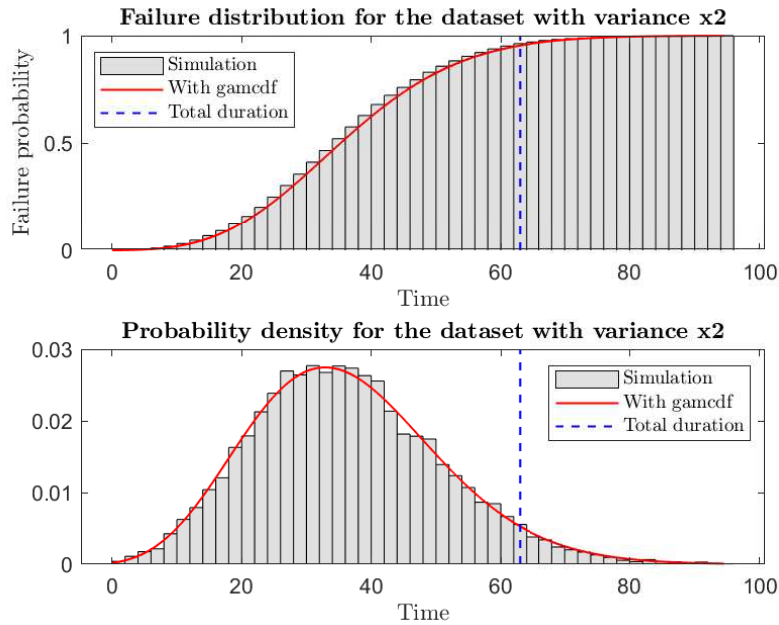 Failure distribution for the dataset with variance x2
Failure probability
1
0.5
0
Simulation
With gamcdf
Total duration
0 20 40 60 80 100
Time
Probability density for the dataset with variance x2
0.03
0.02
0.01
0
Simulation
With gamcdf
Total duration
0 20 40 60 80 100
Time